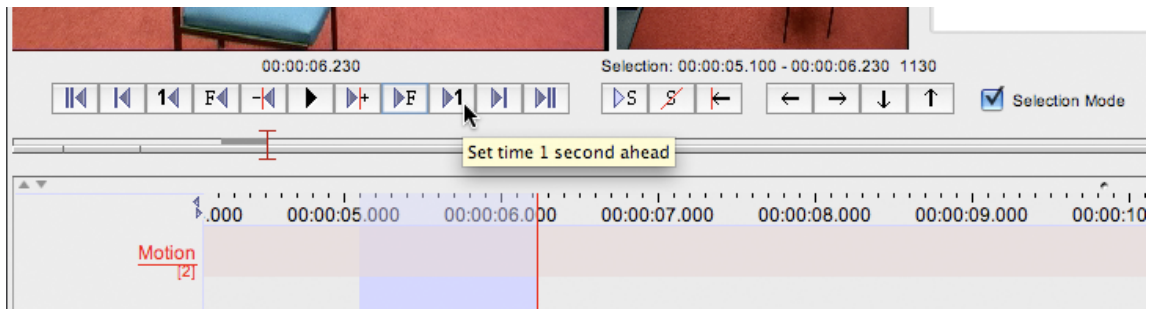 00:00:06.230
Selection: 00:00:05.100 - 00:00:06.230 1130
1 F - + F 1 S S Selection Mode
Set time 1 second ahead
.000 00:00:05.000 00:00:06.000 00:00:07.000 00:00:08.000 00:00:09.000 00:00:10
Motion
[2]